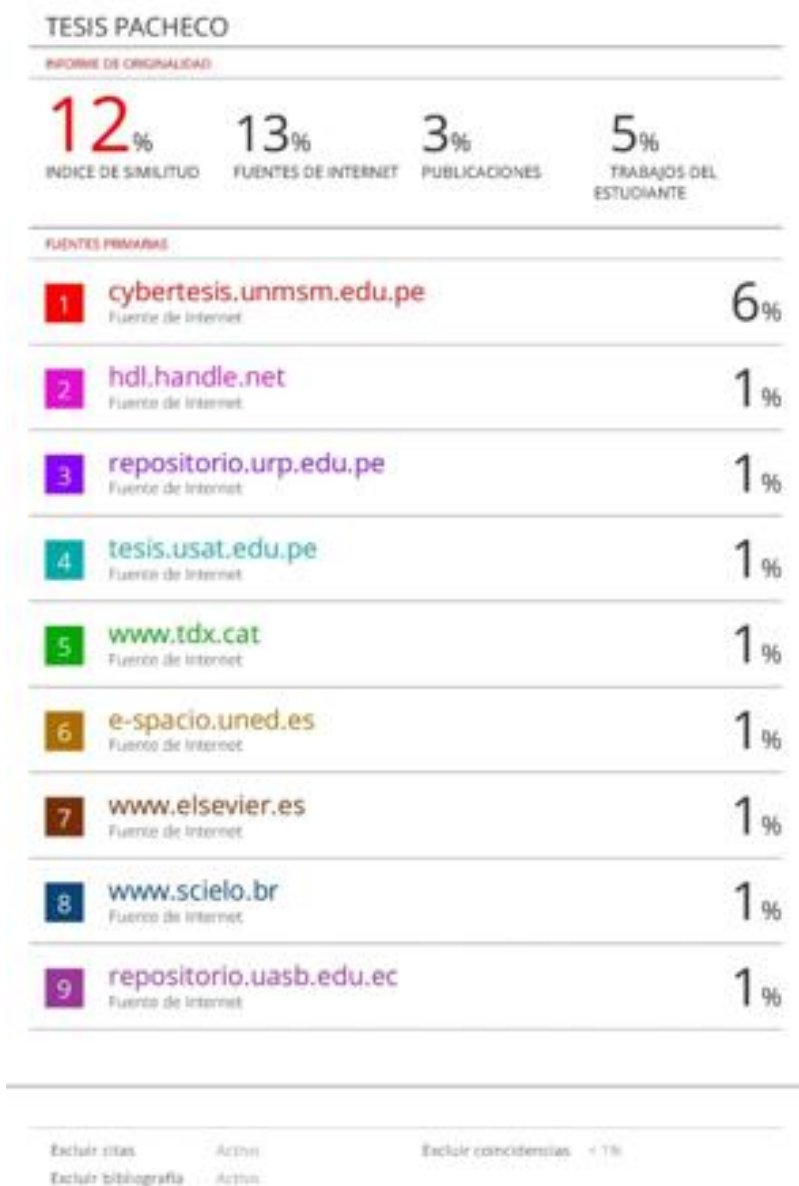 TESIS PACHECO
INFORME DE ORIGINALIDAD
12% 13% 3% 5%
INDICE DE SIMILITUD FUENTES DE INTERNET PUBLICACIONES TRABAJOS DEL
ESTUDIANTE
FUENTES PRIMARIAS
1 cybertesis.unmsm.edu.pe 6%
Fuente de Internet
2 hdl.handle.net 1%
Fuente de Internet
3 repositorio.urp.edu.pe 1%
Fuente de Internet
4 tesis.usat.edu.pe 1%
Fuente de Internet
5 www.tdx.cat 1%
Fuente de Internet
6 e-spacio.uned.es 1%
Fuente de Internet
7 www.elsevier.es 1%
Fuente de Internet
8 www.scielo.br 1%
Fuente de Internet
9 repositorio.uasb.edu.ec 1%
Fuente de Internet
Excluir citas Activo Excluir coincidencias < 1%
Excluir bibliografía Activo